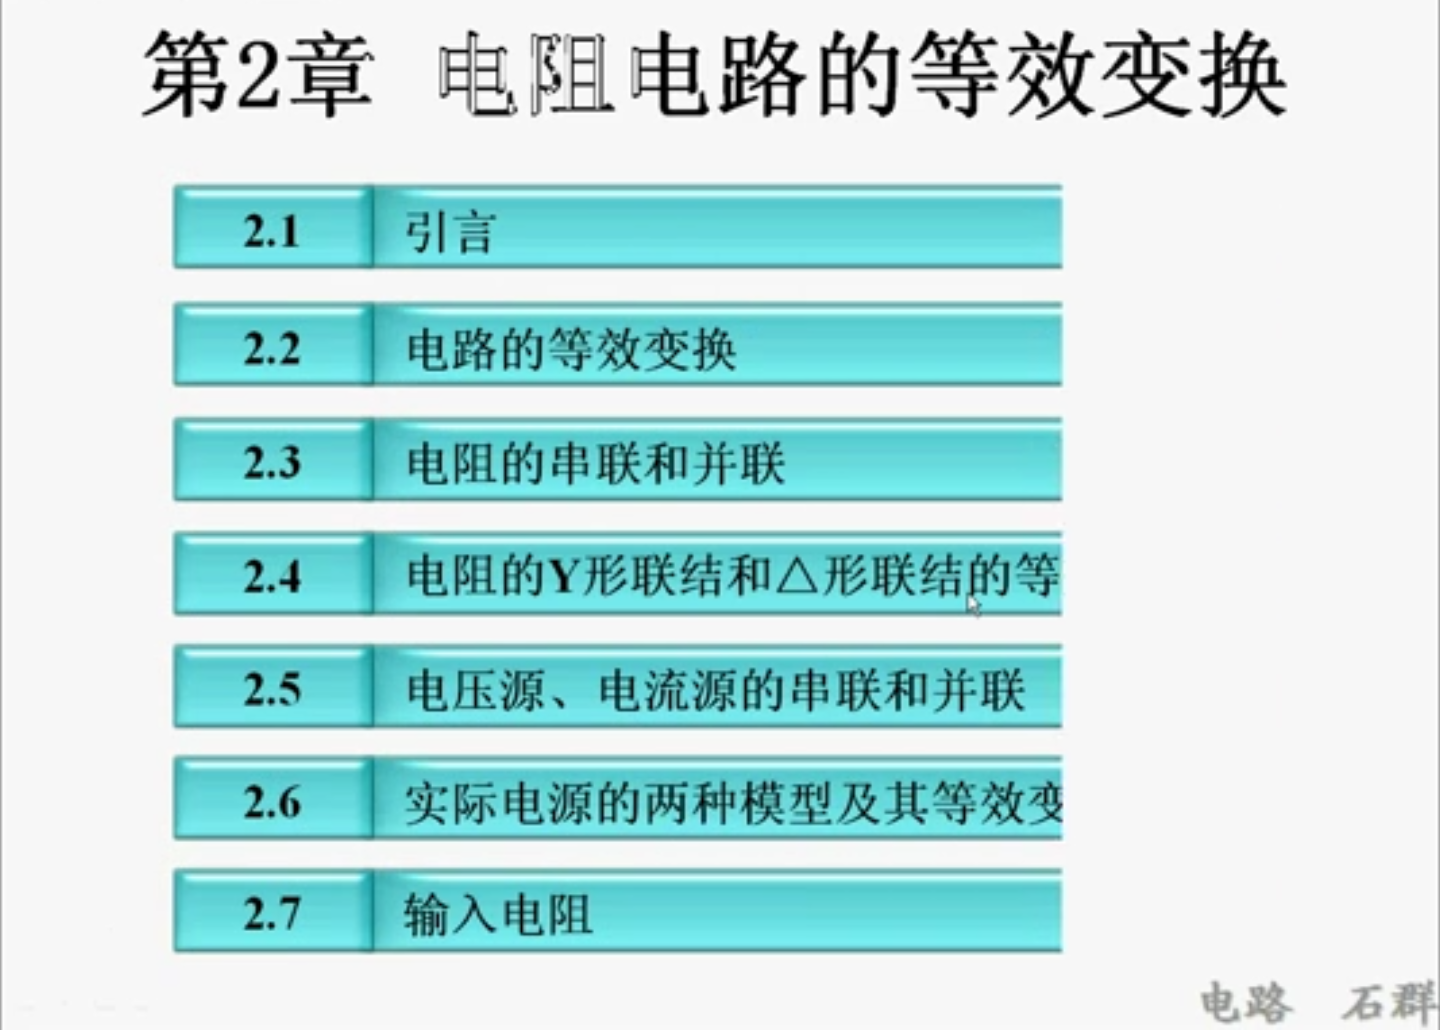 第2章 电阻电路的等效变换
2.1 引言
2.2 电路的等效变换
2.3 电阻的串联和并联
2.4 电阻的Y形联结和△形联结的等
2.5 电压源、电流源的串联和并联
2.6 实际电源的两种模型及其等效变
2.7 输入电阻
电路 石群